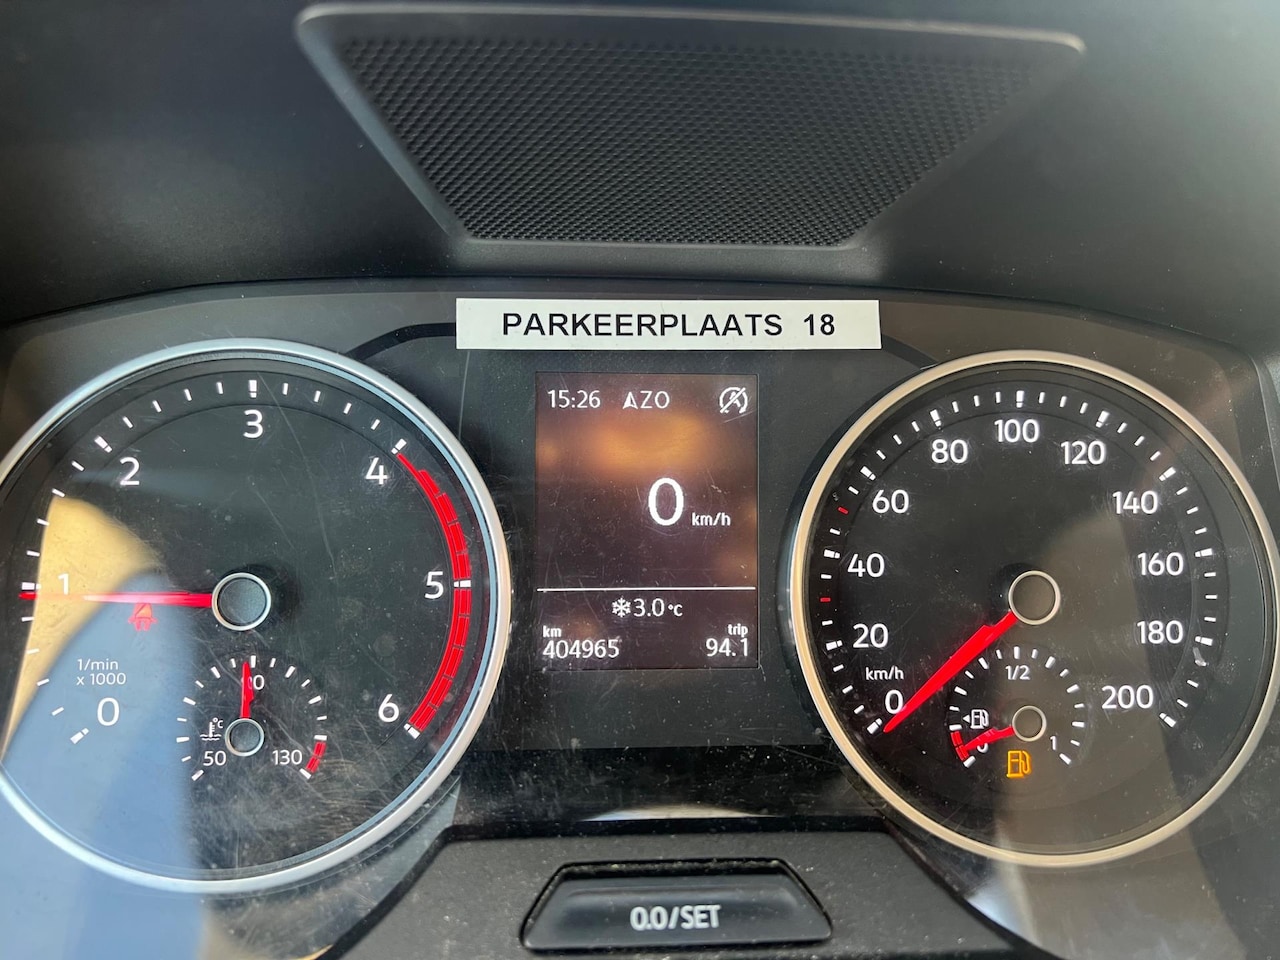 PARKEERPLAATS 18
15:26 AZO
0 km/h
3.0 °C
km trip
404965 94.1
0 1 2 3 4 5 6
1/min
x 1000
50 90 130
°C
0 20 40 60 80 100 120 140 160 180 200
km/h
0 1/2 1
0.0/SET